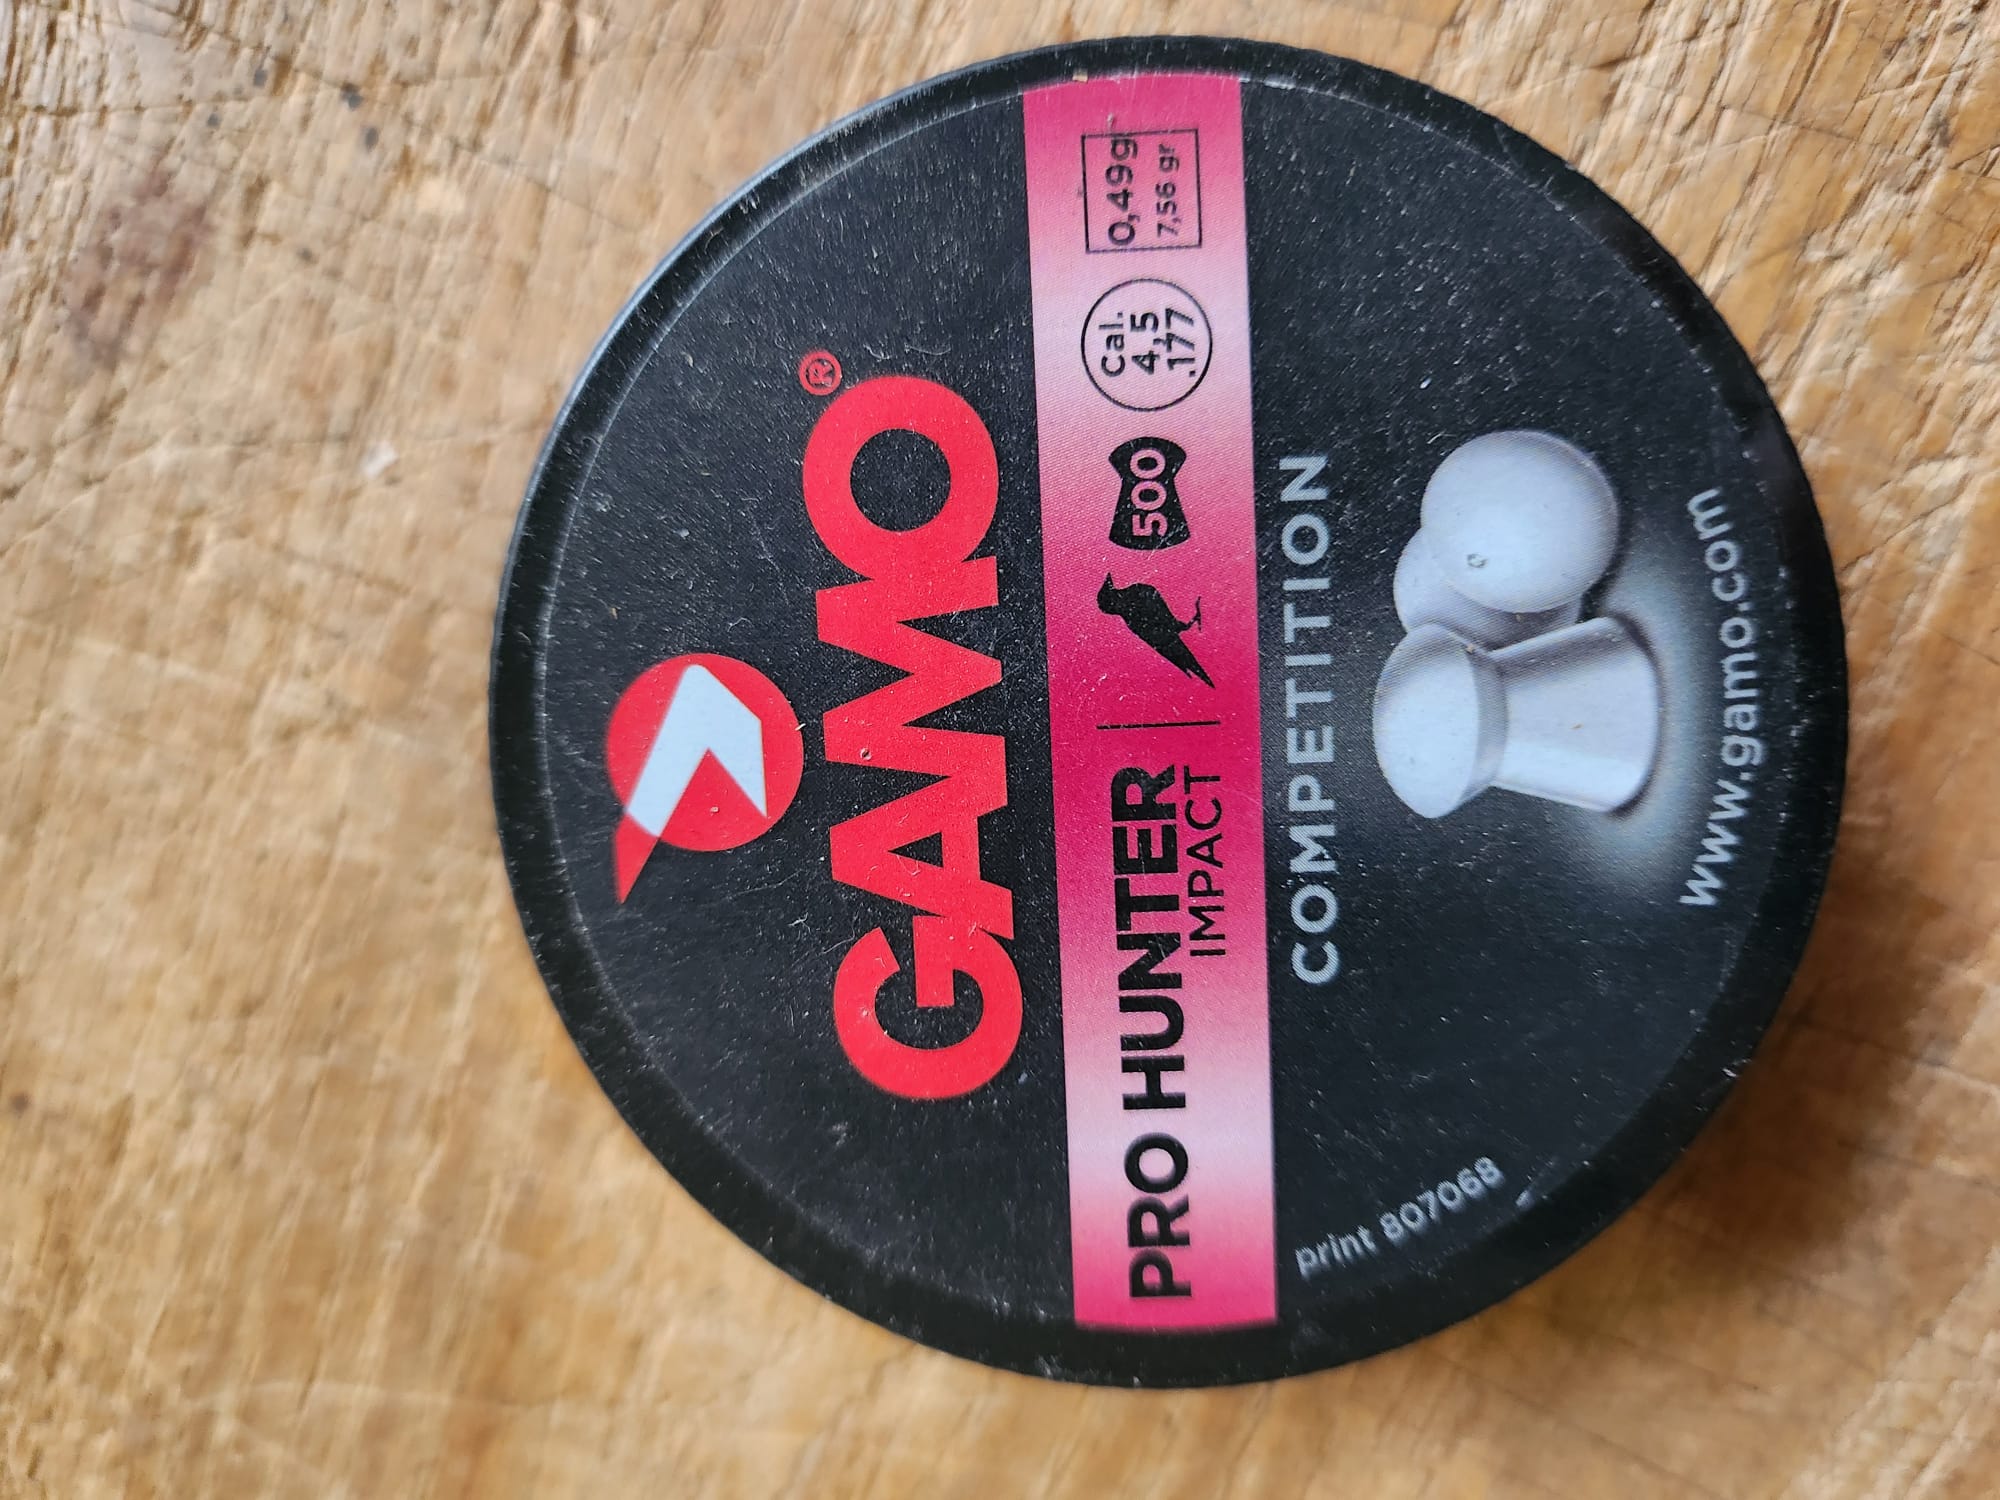 GAMO®
PRO HUNTER
IMPACT
500
Cal.
4,5
.177
0,49g
7,56 gr
COMPETITION
print 807068
www.gamo.com